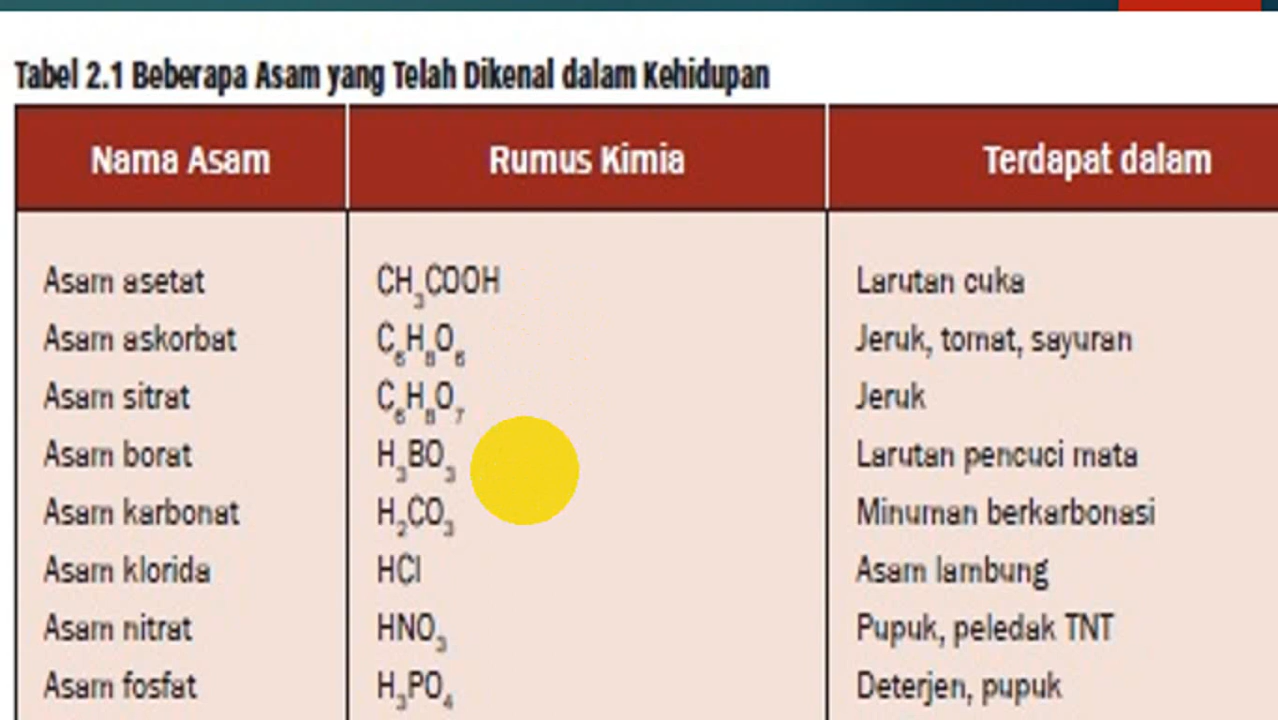 Tabel 2.1 Beberapa Asam yang Telah Dikenal dalam Kehidupan
Nama Asam Rumus Kimia Terdapat dalam
Asam asetat CH₃COOH Larutan cuka
Asam askorbat C₆H₈O₆ Jeruk, tomat, sayuran
Asam sitrat C₆H₈O₇ Jeruk
Asam borat H₃BO₃ Larutan pencuci mata
Asam karbonat H₂CO₃ Minuman berkarbonasi
Asam klorida HCl Asam lambung
Asam nitrat HNO₃ Pupuk, peledak TNT
Asam fosfat H₃PO₄ Deterjen, pupuk